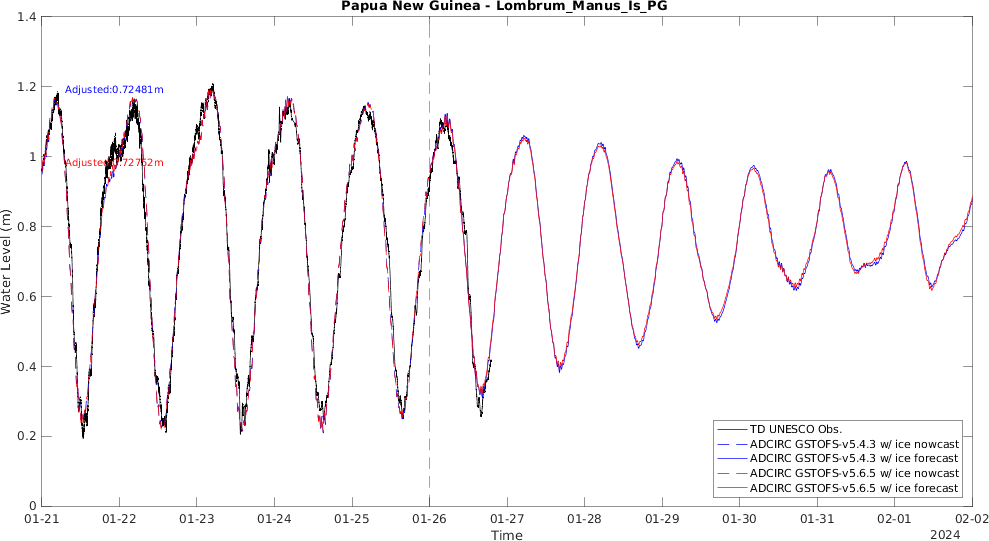 Papua New Guinea - Lombrum_Manus_Is_PG
1.4
1.2
1
0.8
0.6
0.4
0.2
0
Water Level (m)
Adjusted:0.72481m
Adjusted:0.72762m
TD UNESCO Obs.
ADCIRC GSTOFS-v5.4.3 w/ ice nowcast
ADCIRC GSTOFS-v5.4.3 w/ ice forecast
ADCIRC GSTOFS-v5.6.5 w/ ice nowcast
ADCIRC GSTOFS-v5.6.5 w/ ice forecast
01-21 01-22 01-23 01-24 01-25 01-26 01-27 01-28 01-29 01-30 01-31 02-01 02-02
Time
2024